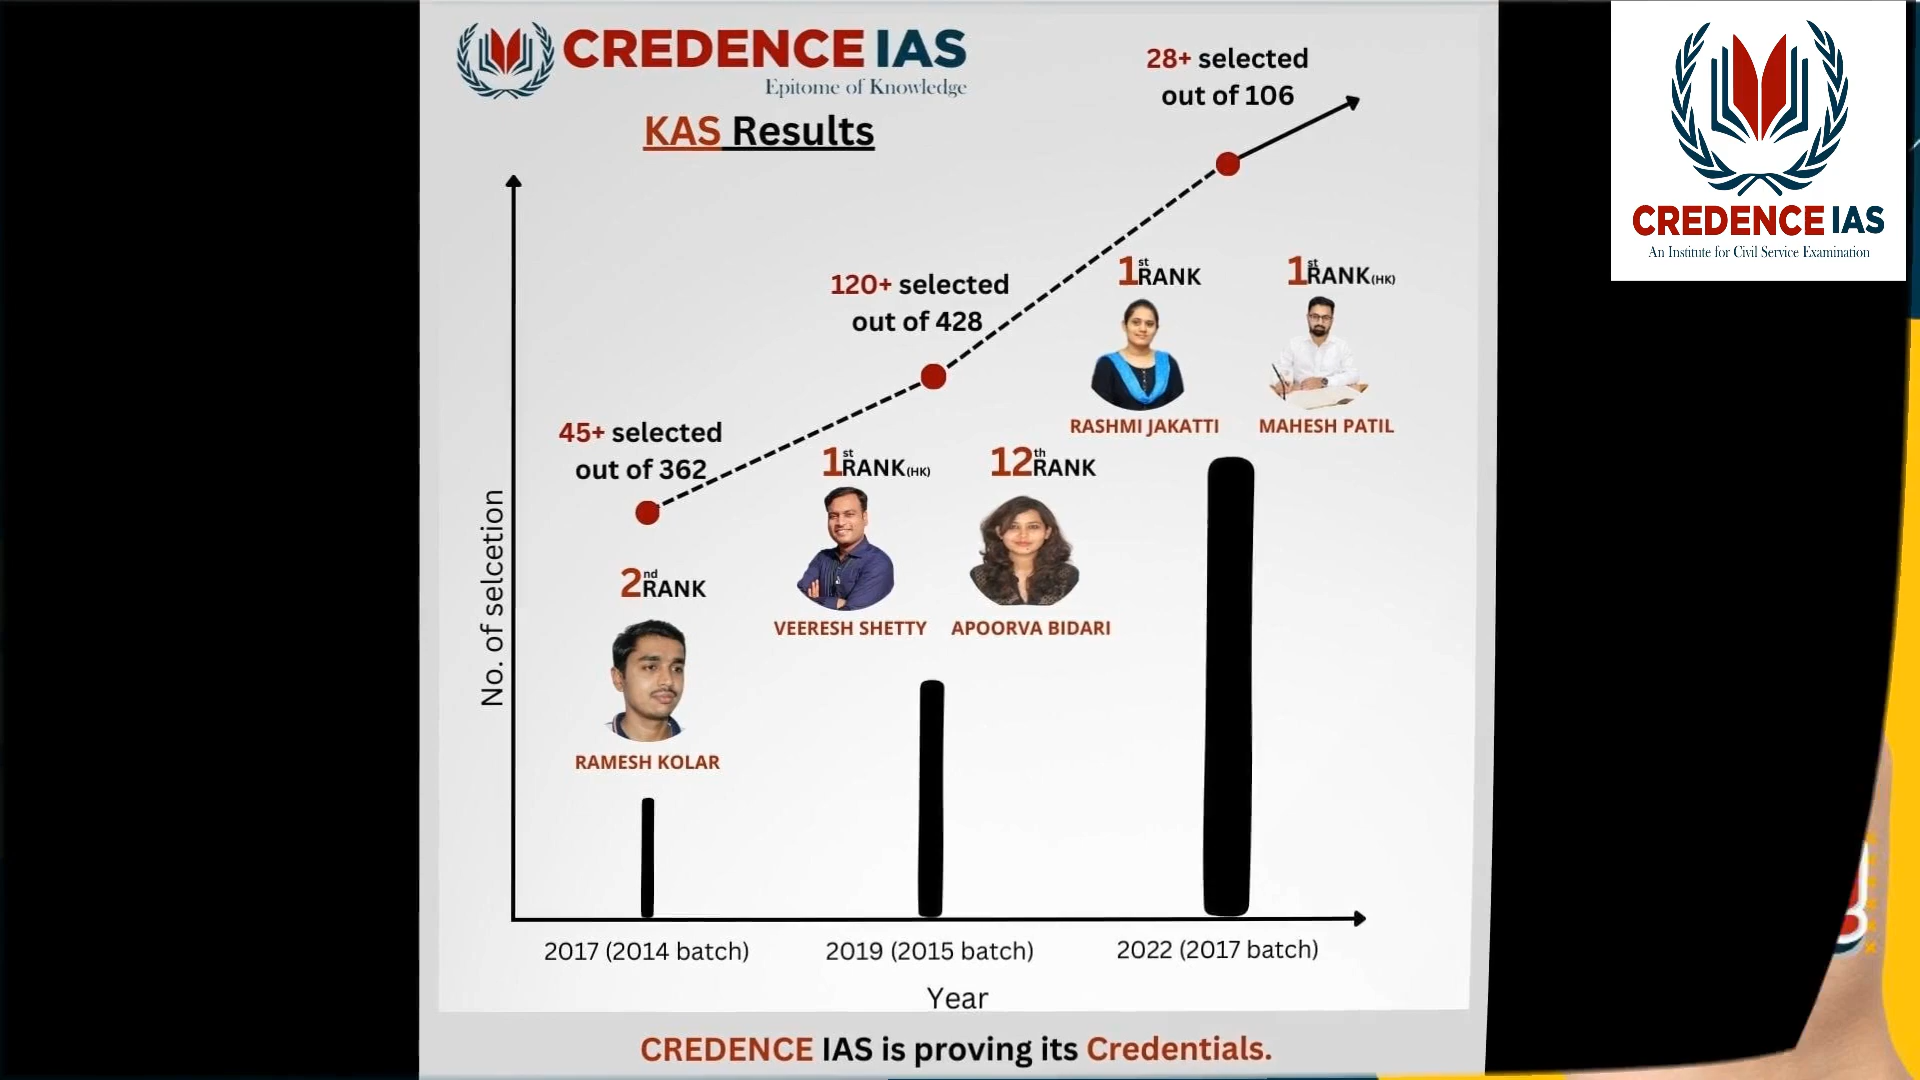 CREDENCE IAS
Epitome of Knowledge
KAS Results
28+ selected
out of 106
CREDENCE IAS
An Institute for Civil Service Examination
120+ selected
out of 428
1st RANK
1st RANK (HK)
RASHMI JAKATTI
MAHESH PATIL
45+ selected
out of 362
1st RANK (HK)
12th RANK
VEERESH SHETTY
APOORVA BIDARI
2nd RANK
RAMESH KOLAR
No. of selcetion
2017 (2014 batch)
2019 (2015 batch)
2022 (2017 batch)
Year
CREDENCE IAS is proving its Credentials.